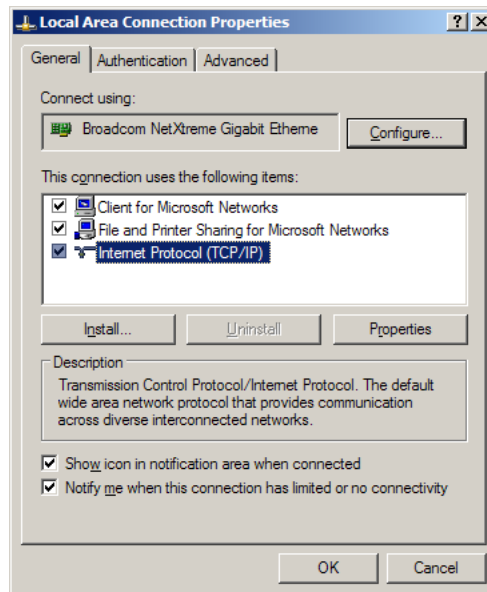 Local Area Connection Properties
General Authentication Advanced
Connect using:
Broadcom NetXtreme Gigabit Etherne Configure...
This connection uses the following items:
Client for Microsoft Networks
File and Printer Sharing for Microsoft Networks
Internet Protocol (TCP/IP)
Install... Uninstall Properties
Description
Transmission Control Protocol/Internet Protocol. The default
wide area network protocol that provides communication
across diverse interconnected networks.
Show icon in notification area when connected
Notify me when this connection has limited or no connectivity
OK Cancel